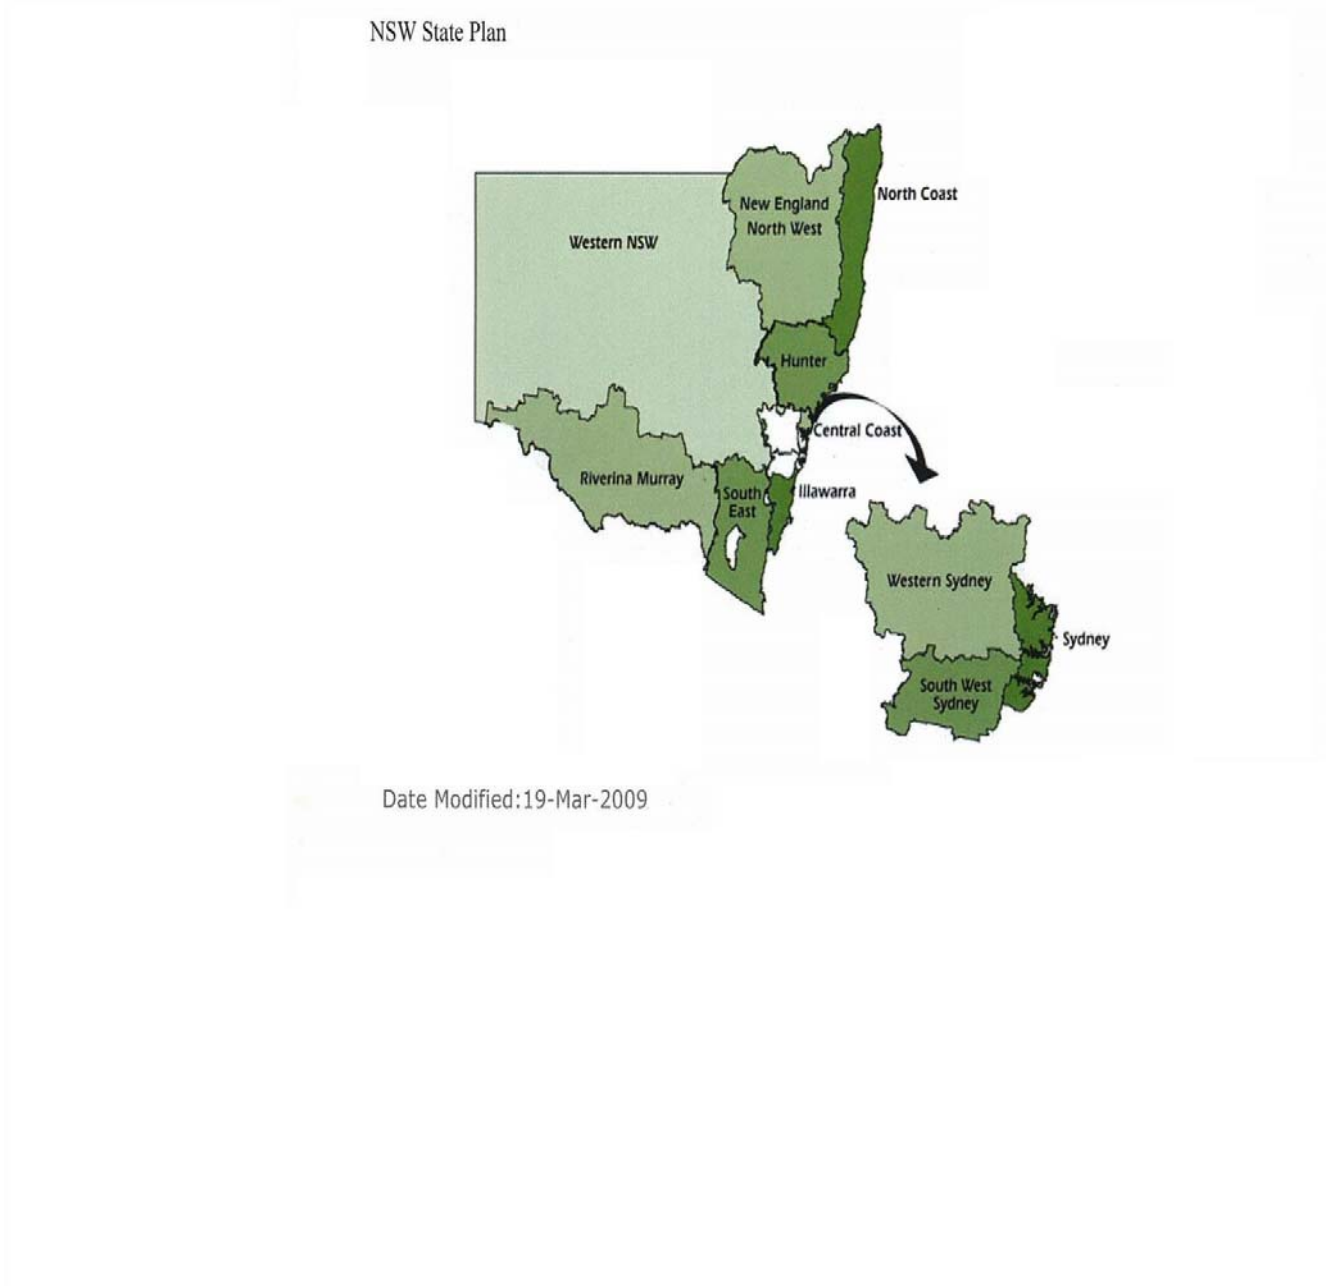 NSW State Plan
North Coast
New England
North West
Western NSW
Hunter
Central Coast
Riverina Murray
South
East
Illawarra
Western Sydney
Sydney
South West
Sydney
Date Modified:19-Mar-2009